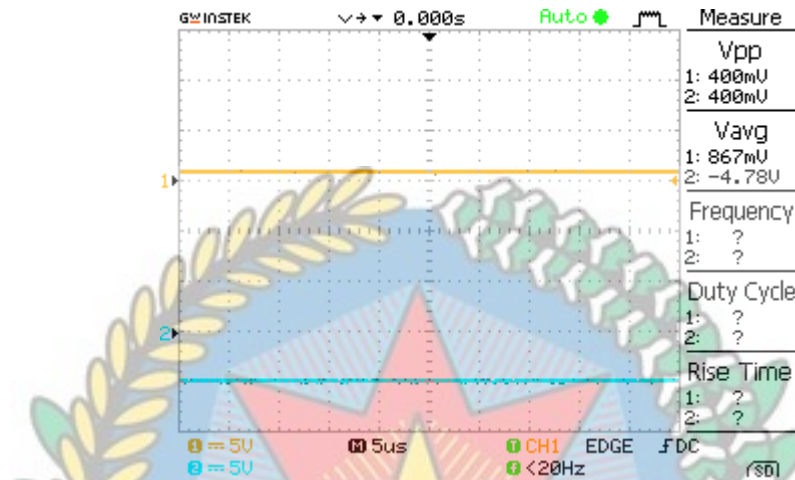 GWINSTEK 0.000s Auto Measure
Vpp
1: 400mV
2: 400mV
Vavg
1: 867mV
2: -4.78V
Frequency
1: ?
2: ?
Duty Cycle
1: ?
2: ?
Rise Time
1: ?
2: ?
1
2
1 5V M 5us T CH1 EDGE DC
2 5V f <20Hz SD